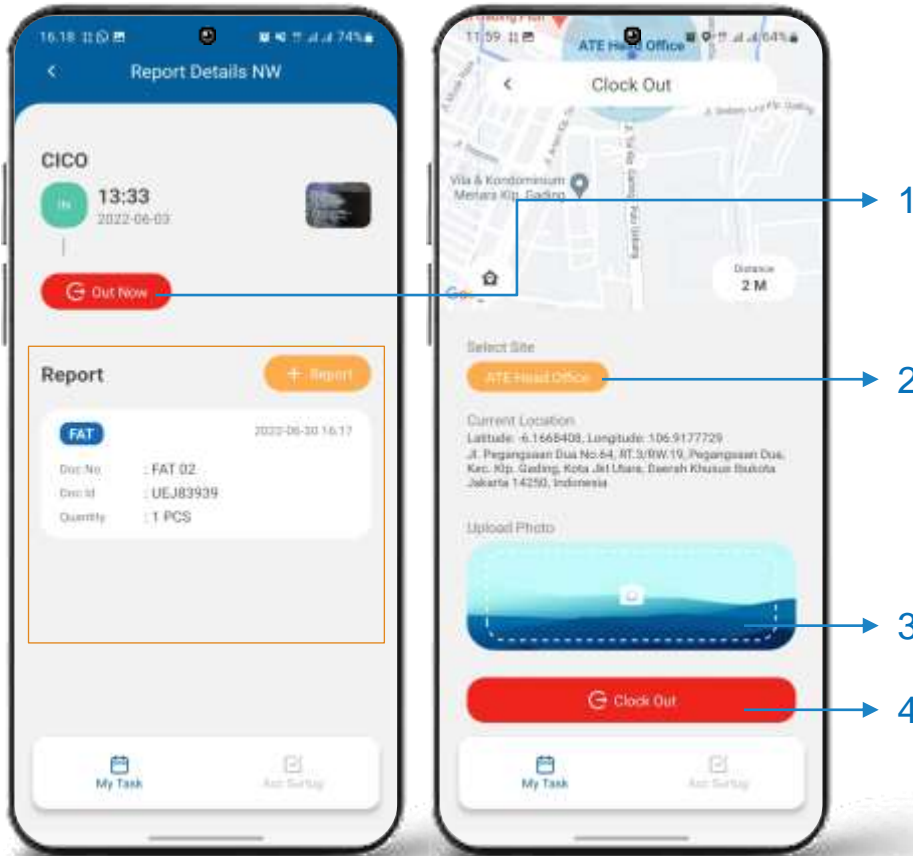 16.18
74%
Report Details NW
CICO
IN
13:33
2022-06-03
Out Now
Report
+ Report
FAT
2022-06-30 16.17
Doc No : FAT 02
Doc Id : UEJ83939
Quantity : 1 PCS
My Task
11.59
64%
ATE Head Office
Clock Out
Vila & Kondominium
Menara Klp. Gading
Distance
2 M
Select Site
ATE Head Office
Current Location
Latitude: -6.1668408, Longitude: 106.9177729
Jl. Pegangsaan Dua No.64, RT.3/RW.19, Pegangsaan Dua,
Kec. Klp. Gading, Kota Jkt Utara, Daerah Khusus Ibukota
Jakarta 14250, Indonesia
Upload Photo
Clock Out
My Task
1
2
3
4